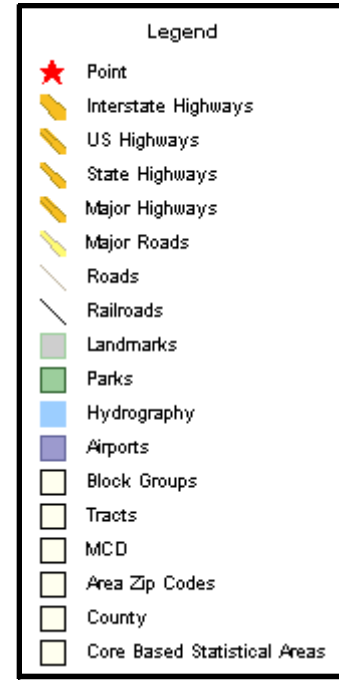 Legend
Point
Interstate Highways
US Highways
State Highways
Major Highways
Major Roads
Roads
Railroads
Landmarks
Parks
Hydrography
Airports
Block Groups
Tracts
MCD
Area Zip Codes
County
Core Based Statistical Areas